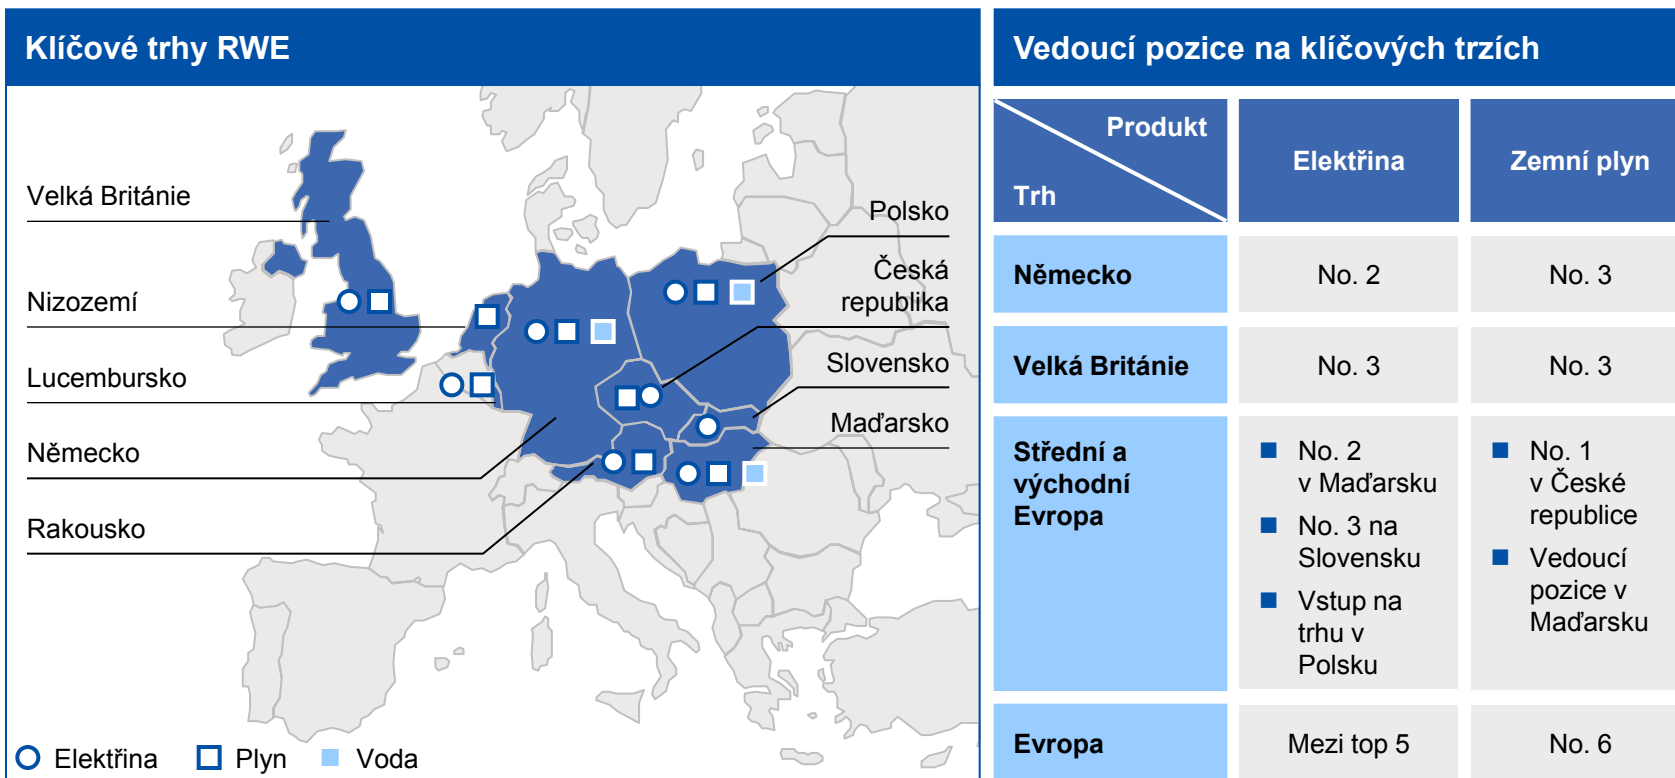 Klíčové trhy RWE
Velká Británie
Nizozemí
Lucembursko
Německo
Rakousko
Polsko
Česká
republika
Slovensko
Maďarsko
Elektřina
Plyn
Voda
Vedoucí pozice na klíčových trzích
Produkt
Trh
Elektřina
Zemní plyn
Německo
No. 2
No. 3
Velká Británie
No. 3
No. 3
Střední a
východní
Evropa
No. 2
v Maďarsku
No. 3 na
Slovensku
Vstup na
trhu v
Polsku
No. 1
v České
republice
Vedoucí
pozice v
Maďarsku
Evropa
Mezi top 5
No. 6